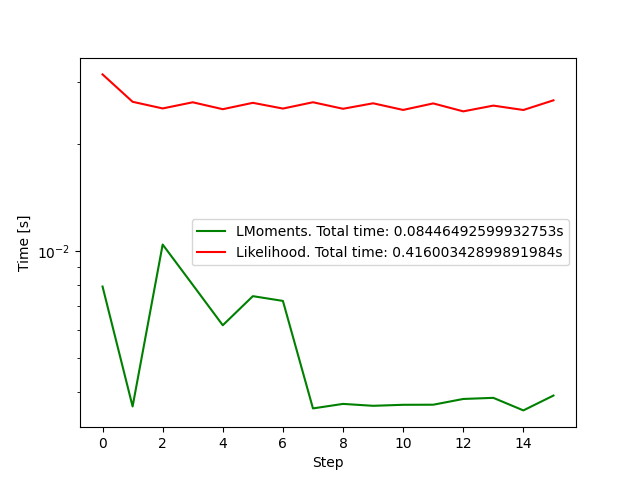 Time [s]
10⁻²
LMoments. Total time: 0.08446492599932753s
Likelihood. Total time: 0.41600342899891984s
0 2 4 6 8 10 12 14
Step